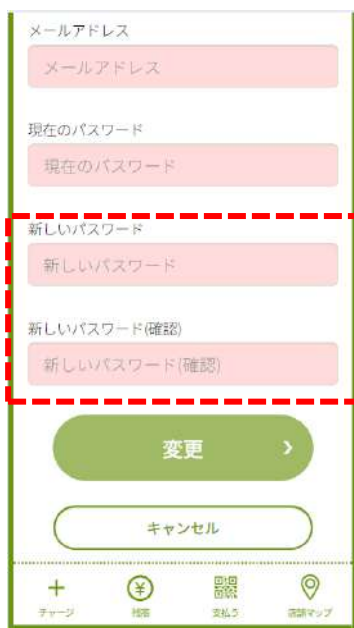 メールアドレス
メールアドレス
現在のパスワード
現在のパスワード
新しいパスワード
新しいパスワード
新しいパスワード(確認)
新しいパスワード(確認)
変更
キャンセル
チャージ 残高 支払う 店舗マップ